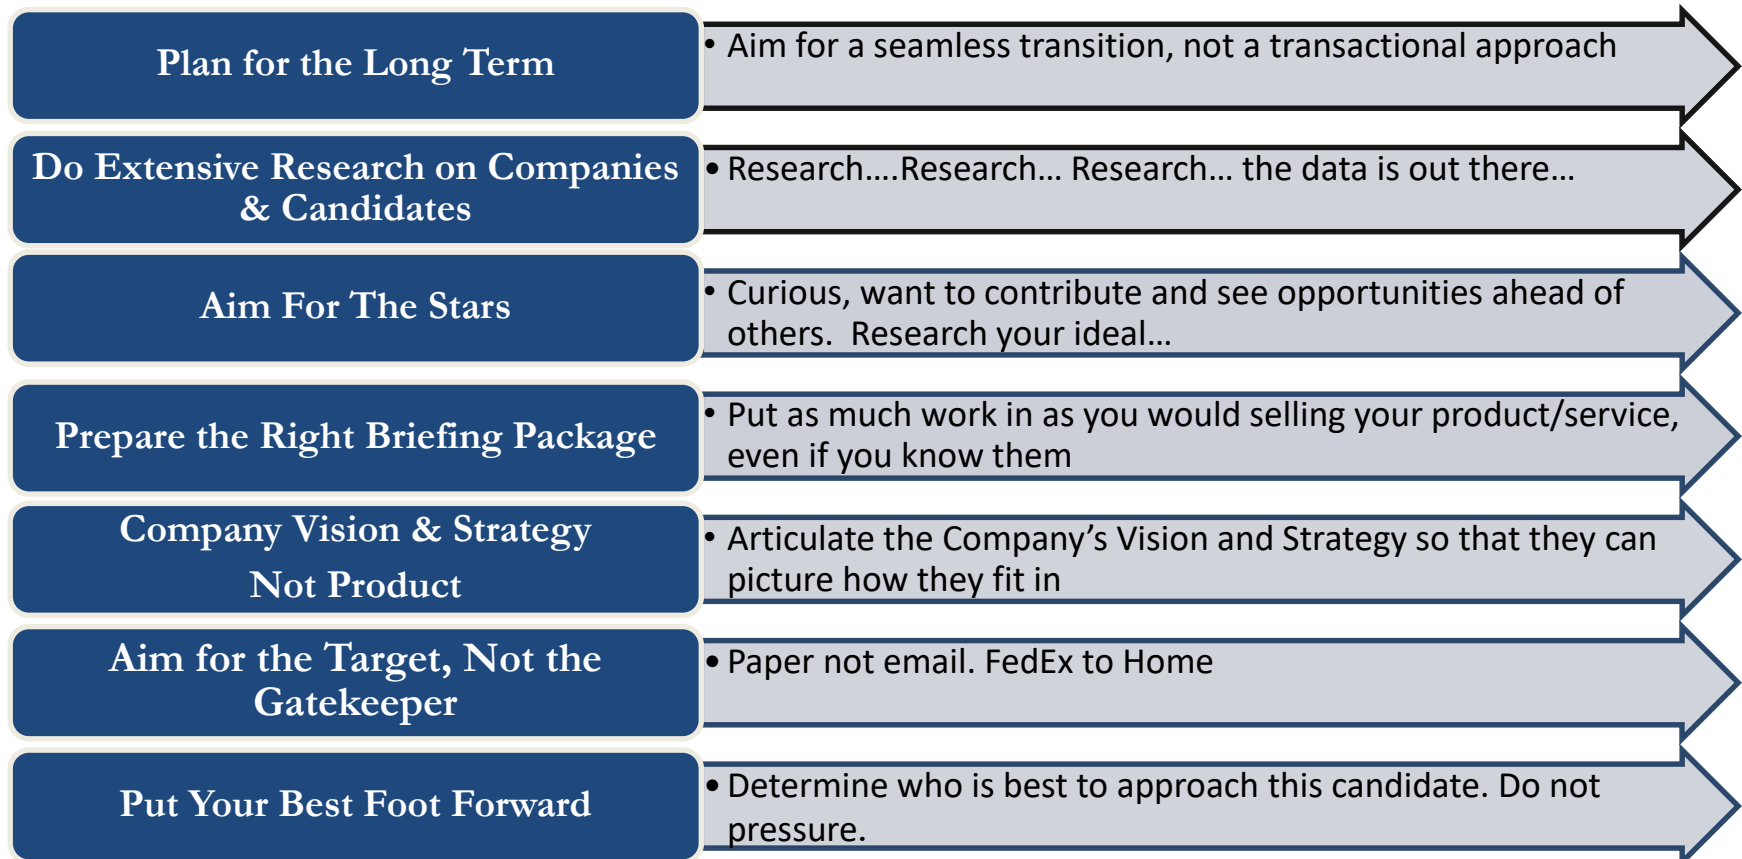 Plan for the Long Term
• Aim for a seamless transition, not a transactional approach
Do Extensive Research on Companies
& Candidates
• Research....Research... Research... the data is out there...
Aim For The Stars
• Curious, want to contribute and see opportunities ahead of
others.  Research your ideal...
Prepare the Right Briefing Package
• Put as much work in as you would selling your product/service,
even if you know them
Company Vision & Strategy
Not Product
• Articulate the Company’s Vision and Strategy so that they can
picture how they fit in
Aim for the Target, Not the
Gatekeeper
• Paper not email. FedEx to Home
Put Your Best Foot Forward
• Determine who is best to approach this candidate. Do not
pressure.